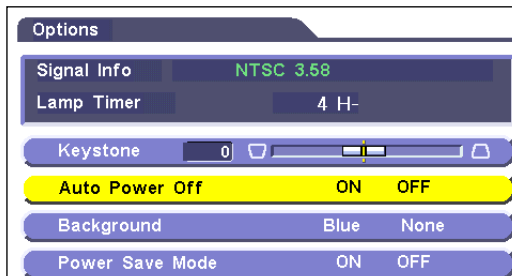 Options
Signal Info NTSC 3.58
Lamp Timer 4 H-
Keystone 0
Auto Power Off ON OFF
Background Blue None
Power Save Mode ON OFF